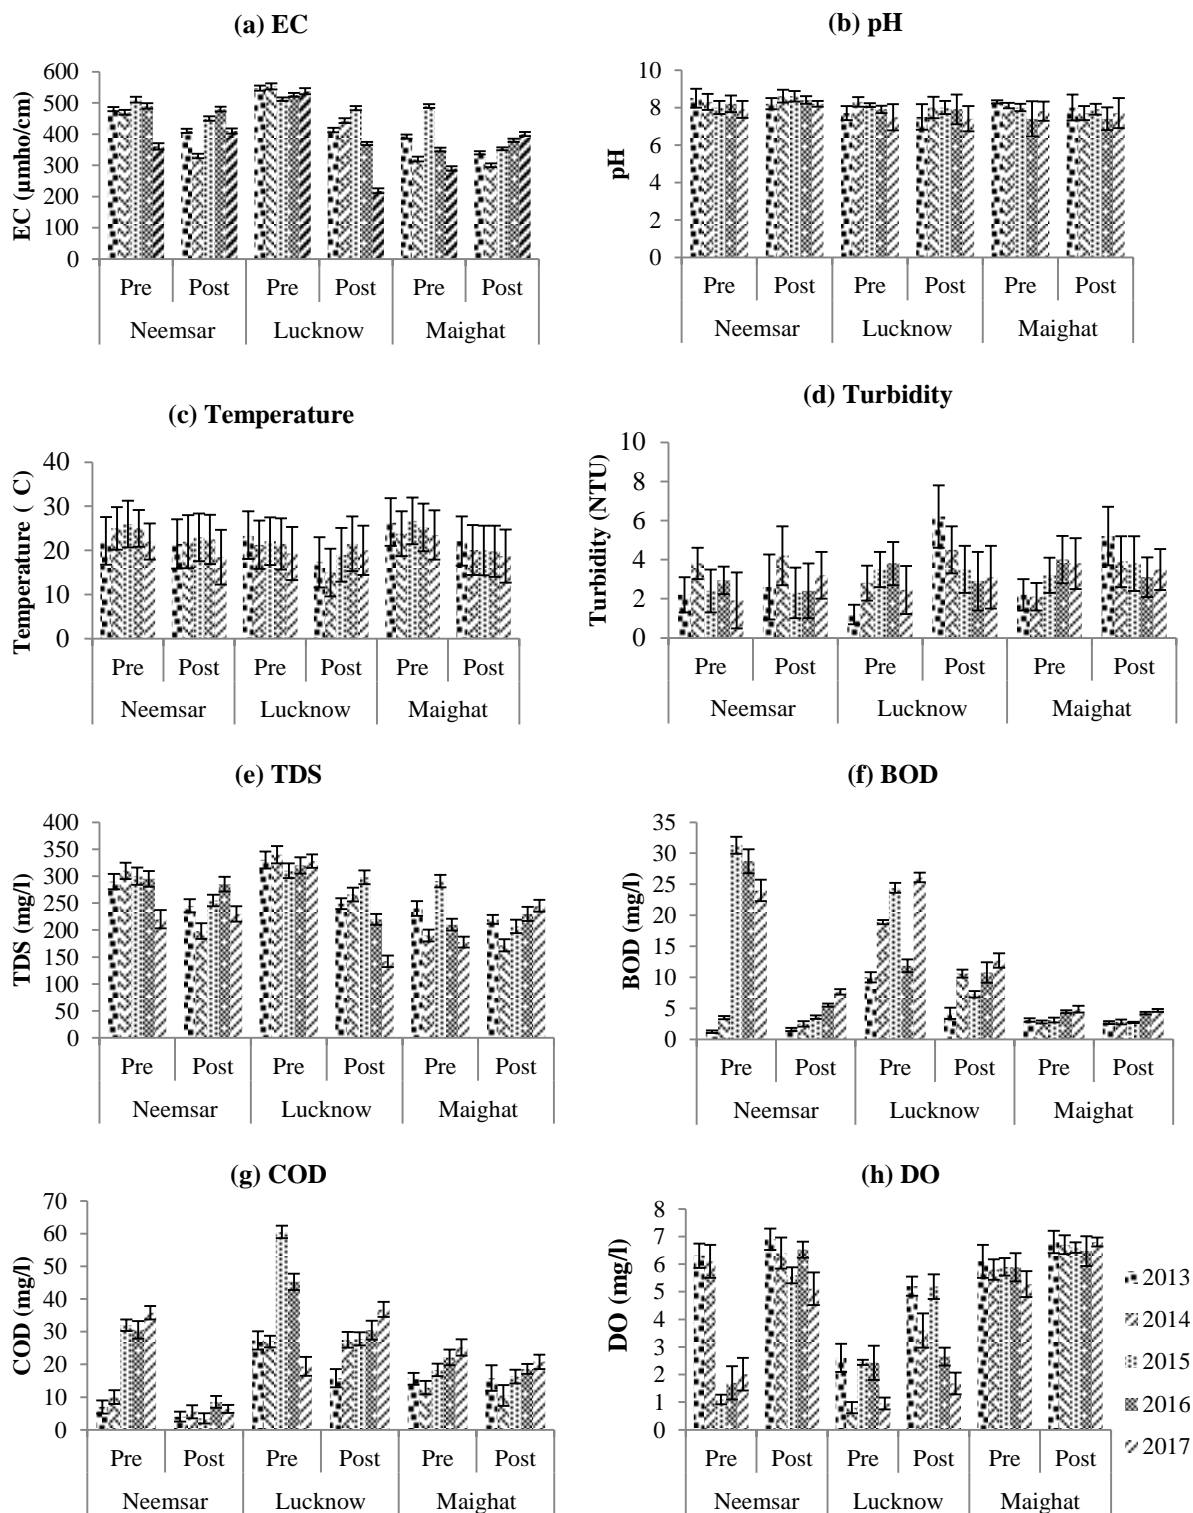 (a) EC
EC (µmho/cm)
600
500
400
300
200
100
0
Pre Post Pre Post Pre Post
Neemsar Lucknow Maighat
(b) pH
pH
10
8
6
4
2
0
Pre Post Pre Post Pre Post
Neemsar Lucknow Maighat
(c) Temperature
Temperature ( C)
40
30
20
10
0
Pre Post Pre Post Pre Post
Neemsar Lucknow Maighat
(d) Turbidity
Turbidity (NTU)
10
8
6
4
2
0
Pre Post Pre Post Pre Post
Neemsar Lucknow Maighat
(e) TDS
TDS (mg/l)
400
350
300
250
200
150
100
50
0
Pre Post Pre Post Pre Post
Neemsar Lucknow Maighat
(f) BOD
BOD (mg/l)
35
30
25
20
15
10
5
0
Pre Post Pre Post Pre Post
Neemsar Lucknow Maighat
(g) COD
COD (mg/l)
70
60
50
40
30
20
10
0
Pre Post Pre Post Pre Post
Neemsar Lucknow Maighat
(h) DO
DO (mg/l)
8
7
6
5
4
3
2
1
0
Pre Post Pre Post Pre Post
Neemsar Lucknow Maighat
2013
2014
2015
2016
2017